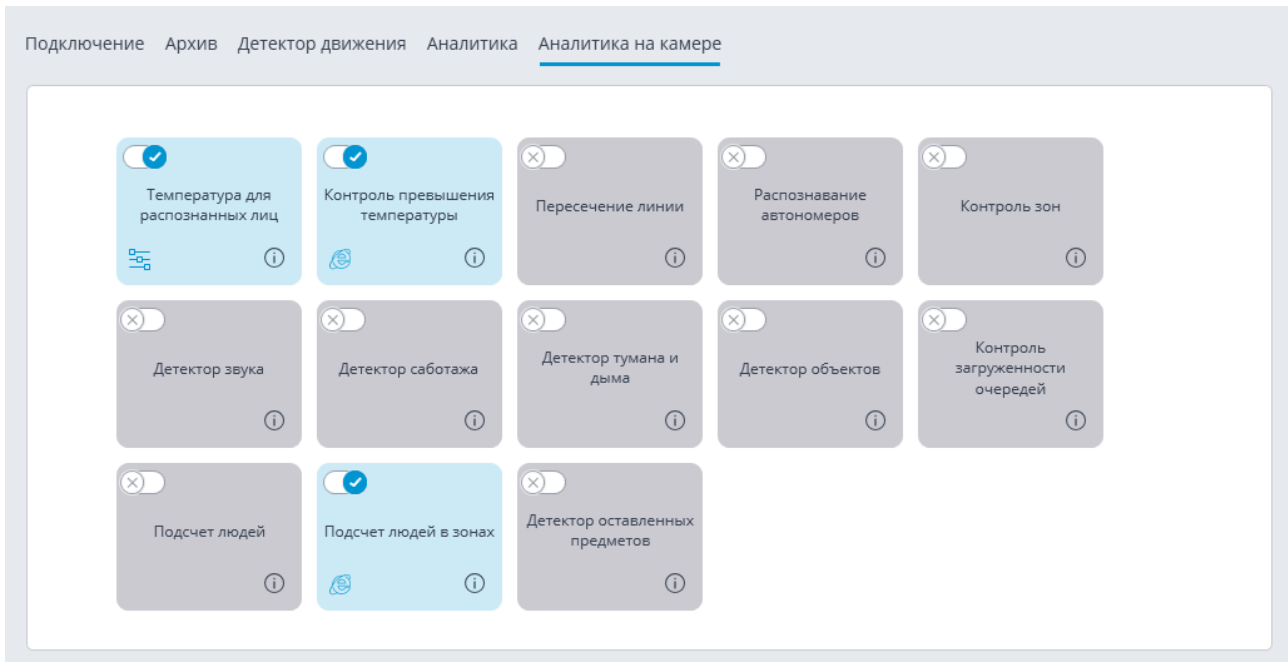 Подключение Архив Детектор движения Аналитика Аналитика на камере
Температура для
распознанных лиц
Контроль превышения
температуры
Пересечение линии
Распознавание
автономеров
Контроль зон
Детектор звука
Детектор саботажа
Детектор тумана и
дыма
Детектор объектов
Контроль
загруженности
очередей
Подсчет людей
Подсчет людей в зонах
Детектор оставленных
предметов